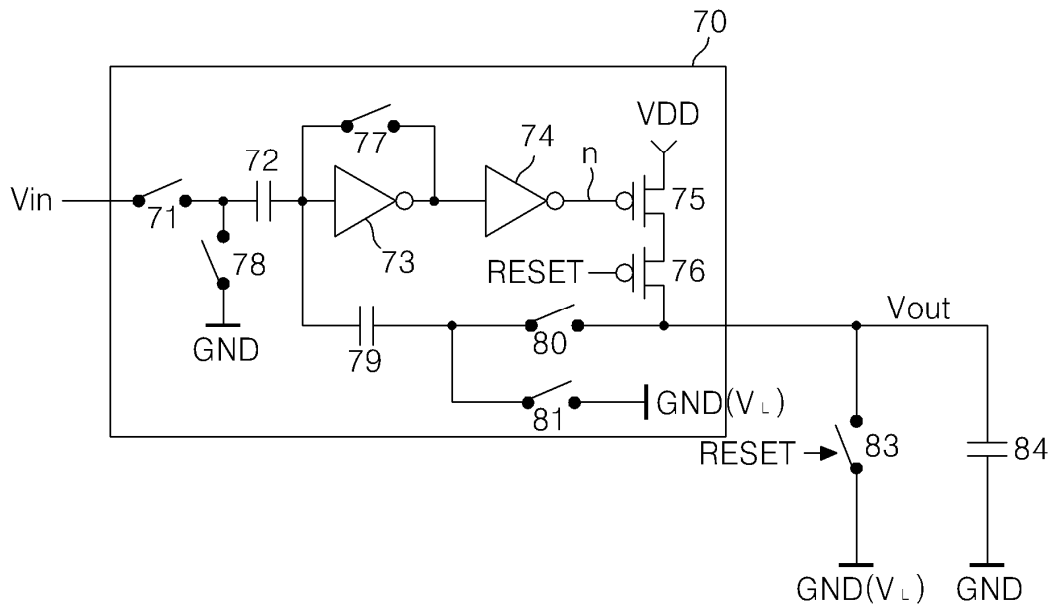 70
VDD
77
74
n
72
Vin
71
75
73
78
RESET
76
GND
79
80
Vout
81
GND(VL)
RESET
83
84
GND(VL)
GND